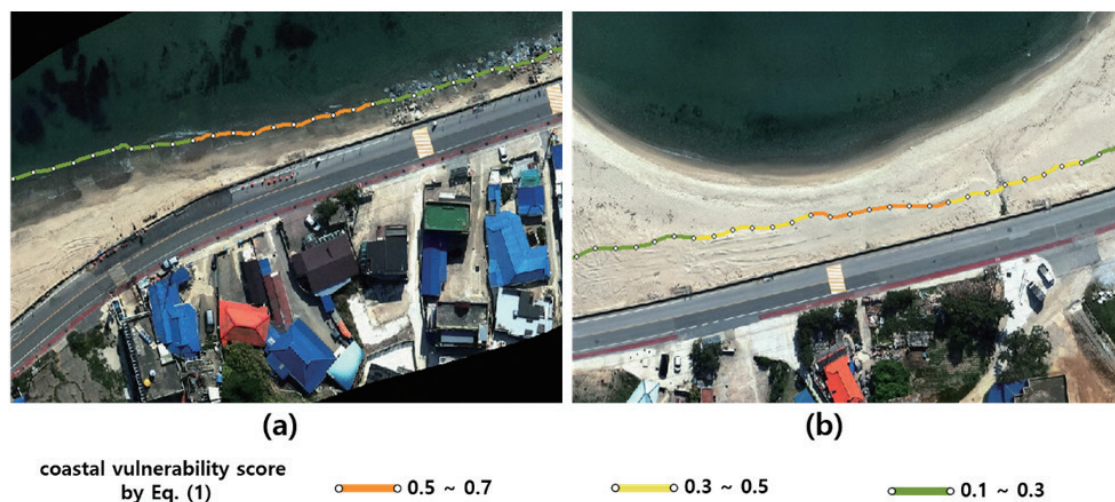 (a)
(b)
coastal vulnerability score
by Eq. (1)
0.5 ~ 0.7
0.3 ~ 0.5
0.1 ~ 0.3